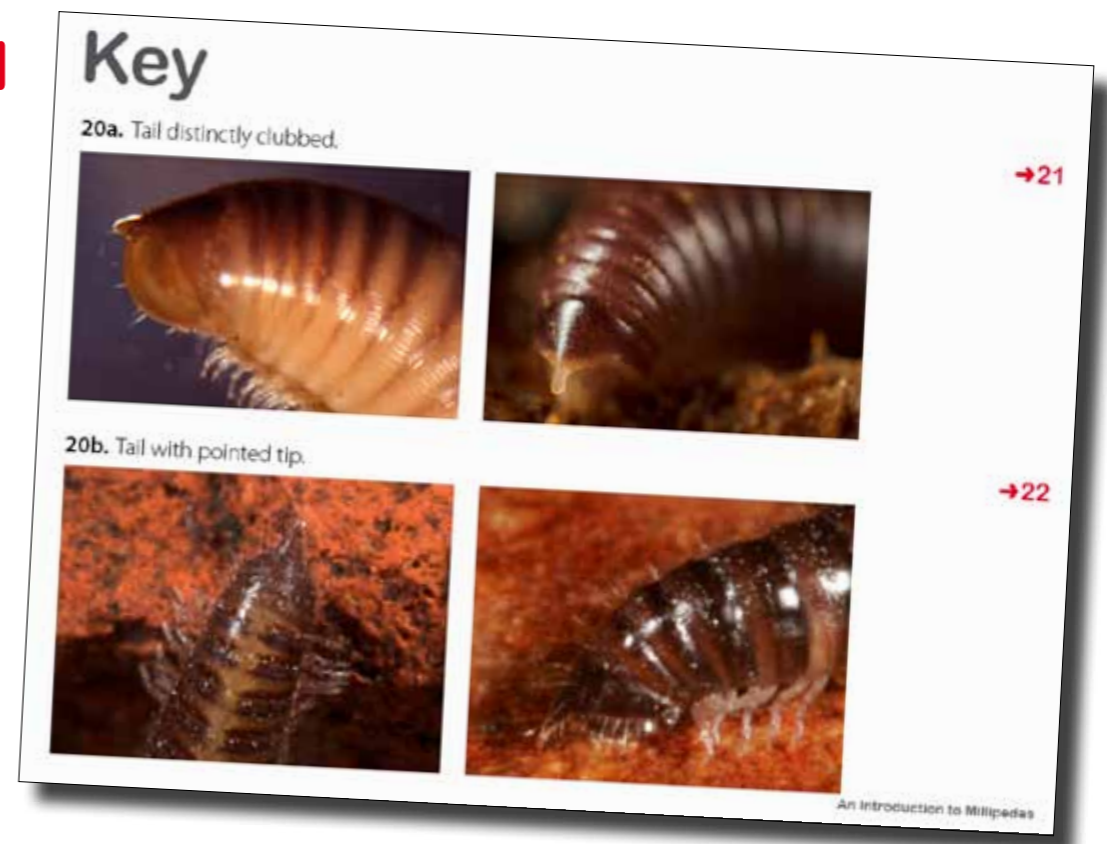 Key
20a. Tail distinctly clubbed.
→21
20b. Tail with pointed tip.
→22
An Introduction to Millipedes